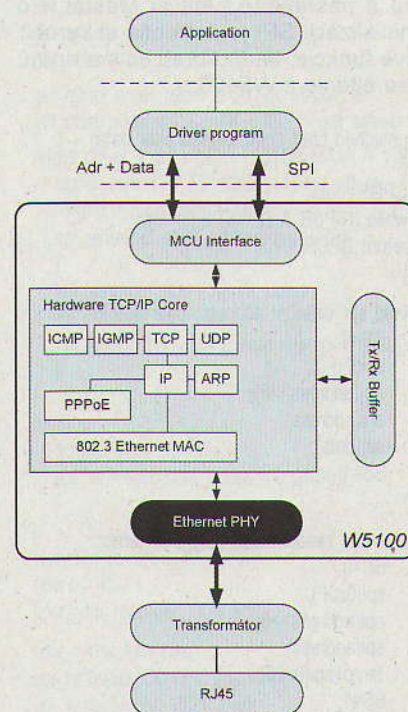 Application
Driver program
Adr + Data
SPI
MCU Interface
Hardware TCP/IP Core
ICMP
IGMP
TCP
UDP
IP
ARP
PPPoE
802.3 Ethernet MAC
Tx/Rx Buffer
Ethernet PHY
W5100
Transformátor
RJ45